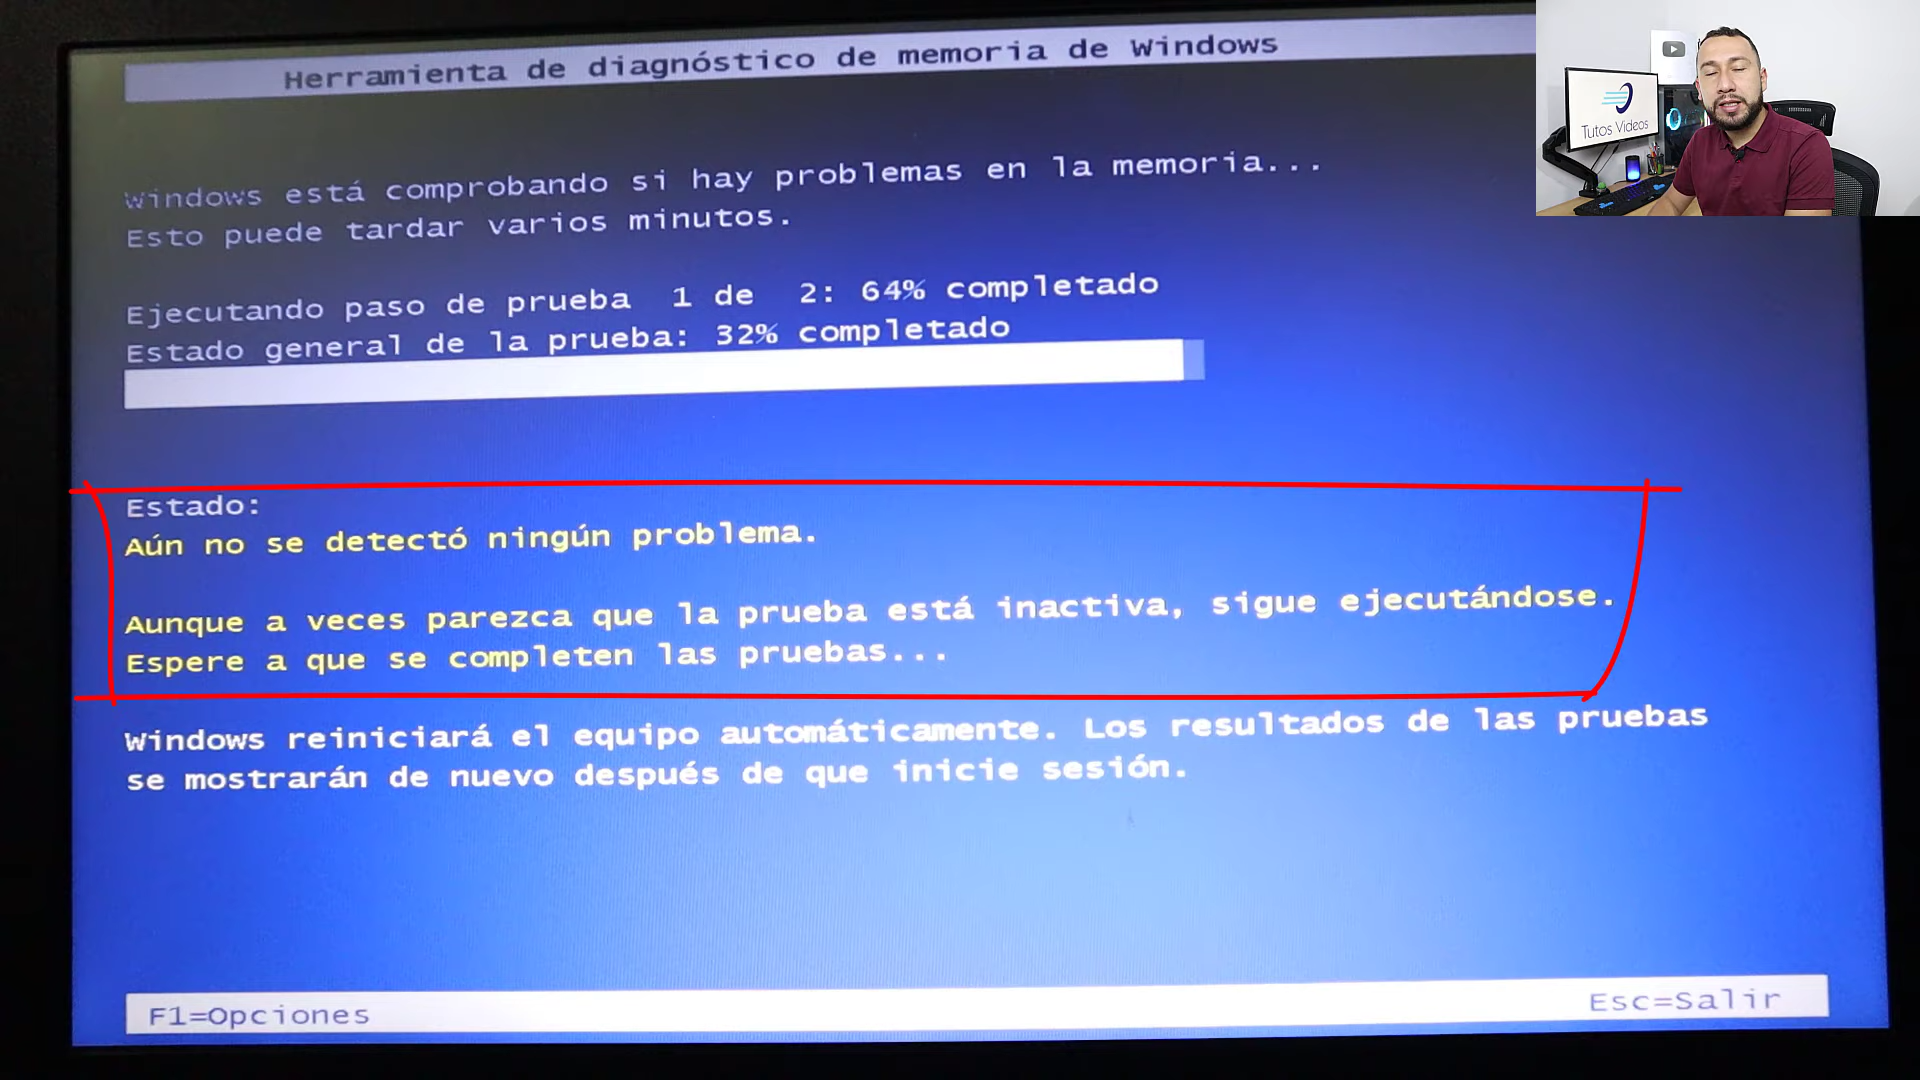 Herramienta de diagnóstico de memoria de Windows
Windows está comprobando si hay problemas en la memoria...
Esto puede tardar varios minutos.
Ejecutando paso de prueba 1 de 2: 64% completado
Estado general de la prueba: 32% completado
Estado:
Aún no se detectó ningún problema.
Aunque a veces parezca que la prueba está inactiva, sigue ejecutándose.
Espere a que se completen las pruebas...
Windows reiniciará el equipo automáticamente. Los resultados de las pruebas
se mostrarán de nuevo después de que inicie sesión.
F1=Opciones
Esc=Salir
Tutos Videos